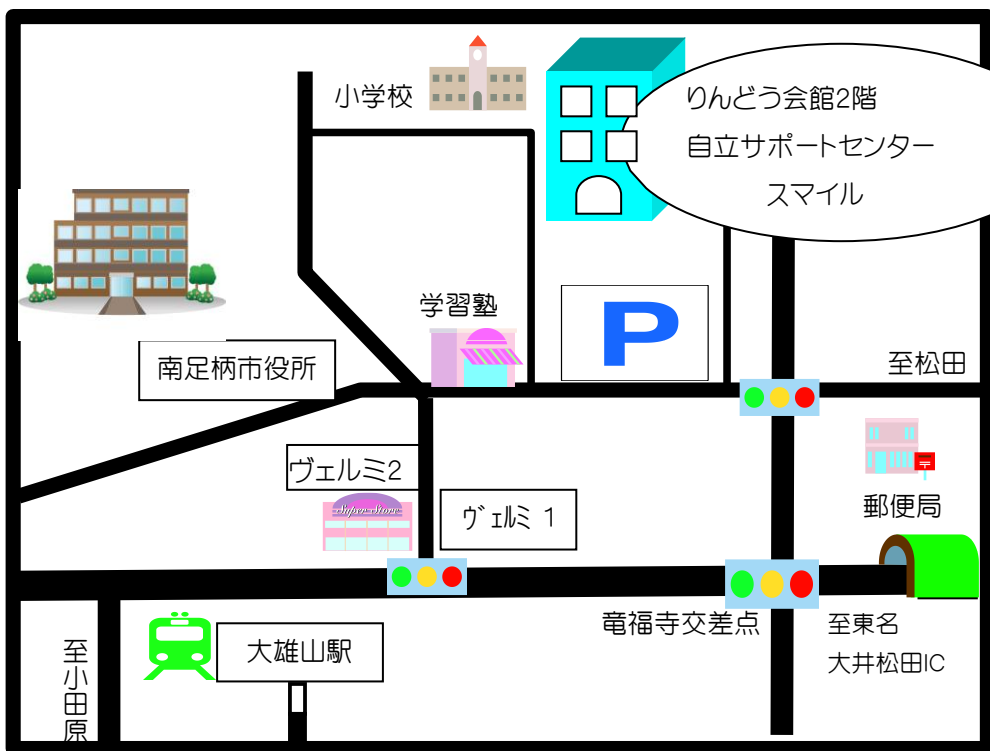 小学校
りんどう会館2階
自立サポートセンター
スマイル
学習塾
P
南足柄市役所
至松田
ヴェルミ2
Super Store
ヴェルミ 1
郵便局
竜福寺交差点
至東名
大井松田IC
大雄山駅
至小田原